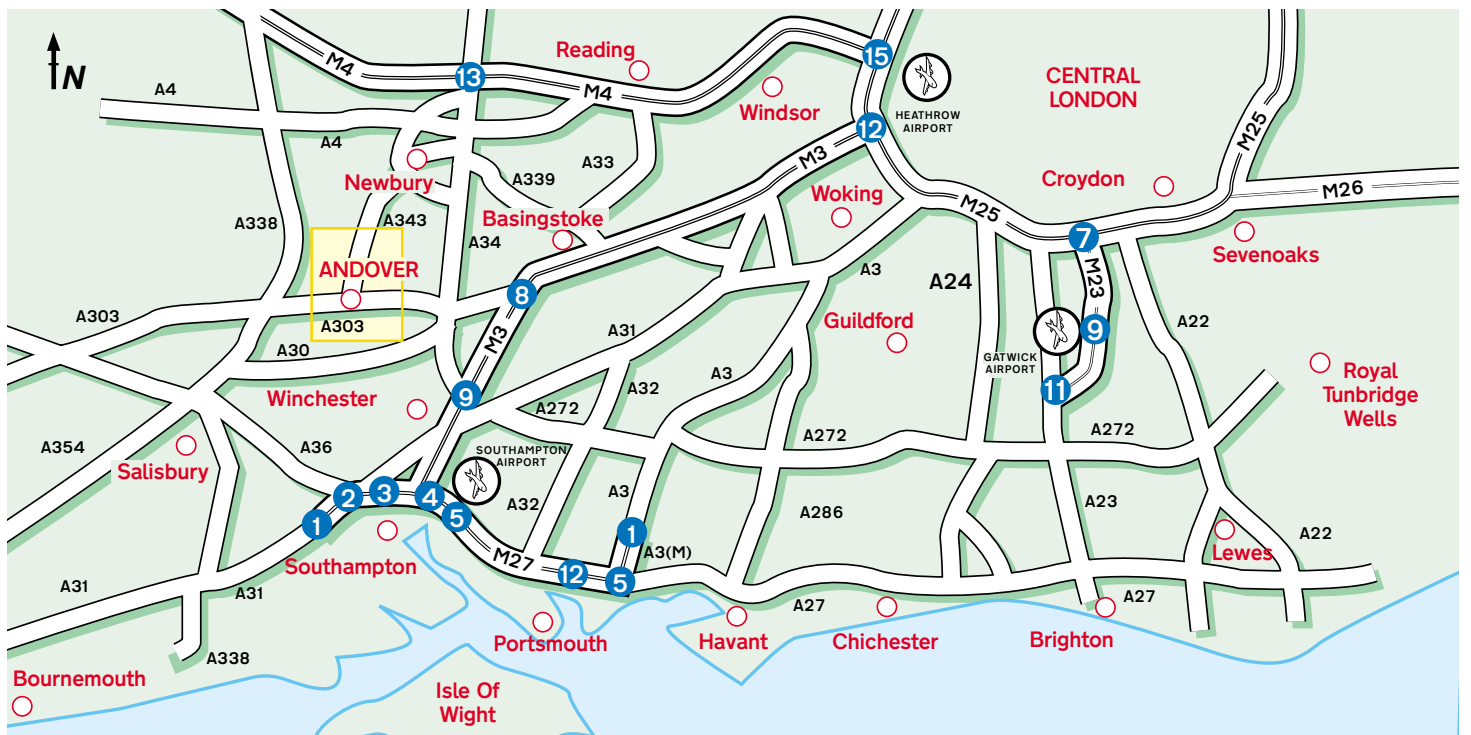 Reading
M4
13
15
CENTRAL
LONDON
A4
M4
Windsor
HEATHROW
AIRPORT
N
12
M25
A4
M3
A33
Newbury
A339
Woking
Croydon
M26
A338
A343
Basingstoke
M25
A34
7
Sevenoaks
ANDOVER
A3
A24
M23
8
A303
A303
A31
Guildford
9
A22
A30
M3
GATWICK
AIRPORT
Royal
Tunbridge
Wells
A3
A32
11
Winchester
9
A272
A272
A272
A354
A36
SOUTHAMPTON
AIRPORT
Salisbury
2
3
4
A3
A32
A23
5
A286
1
1
A22
Lewes
M27
A3(M)
Southampton
12
5
A31
A31
A27
A27
Portsmouth
Havant
Chichester
Brighton
A338
Bournemouth
Isle Of
Wight